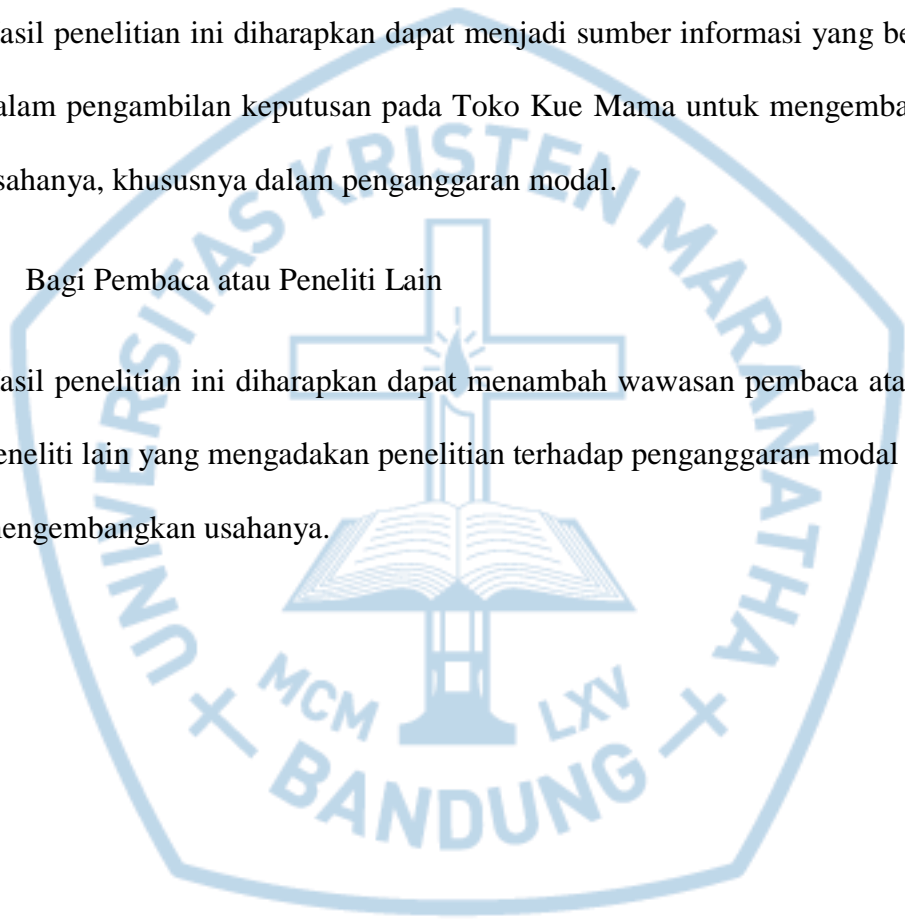 asil penelitian ini diharapkan dapat menjadi sumber informasi yang be
alam pengambilan keputusan pada Toko Kue Mama untuk mengemba
sahanya, khususnya dalam penganggaran modal.
Bagi Pembaca atau Peneliti Lain
asil penelitian ini diharapkan dapat menambah wawasan pembaca ata
eneliti lain yang mengadakan penelitian terhadap penganggaran modal
engembangkan usahanya.
UNIVERSITAS KRISTEN MARANATHA
MCM LXV
BANDUNG